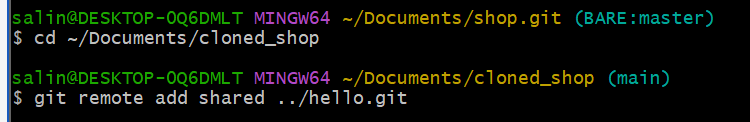 salin@DESKTOP-OQ6DMLT MINGW64 ~/Documents/shop.git (BARE:master)
$ cd ~/Documents/cloned_shop
salin@DESKTOP-OQ6DMLT MINGW64 ~/Documents/cloned_shop (main)
$ git remote add shared ../hello.git